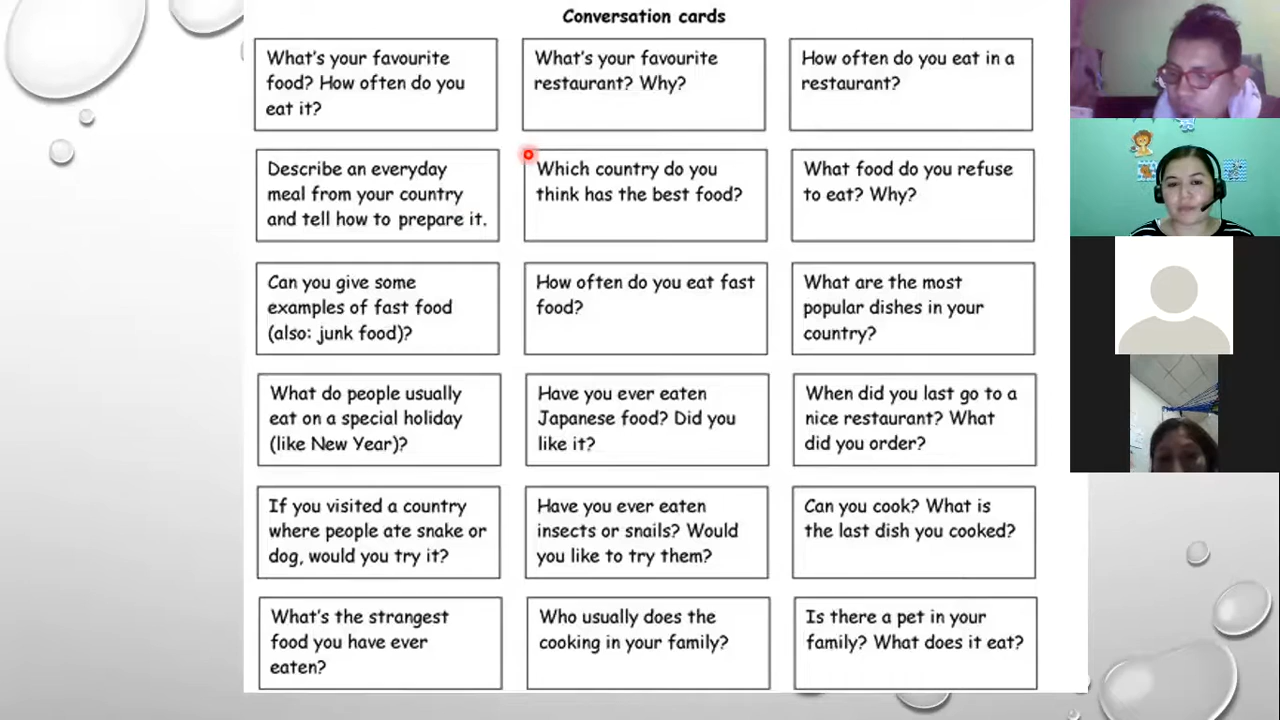 Conversation cards
What's your favourite
food? How often do you
eat it?
What's your favourite
restaurant? Why?
How often do you eat in a
restaurant?
Describe an everyday
meal from your country
and tell how to prepare it.
Which country do you
think has the best food?
What food do you refuse
to eat? Why?
Can you give some
examples of fast food
(also: junk food)?
How often do you eat fast
food?
What are the most
popular dishes in your
country?
What do people usually
eat on a special holiday
(like New Year)?
Have you ever eaten
Japanese food? Did you
like it?
When did you last go to a
nice restaurant? What
did you order?
If you visited a country
where people ate snake or
dog, would you try it?
Have you ever eaten
insects or snails? Would
you like to try them?
Can you cook? What is
the last dish you cooked?
What's the strangest
food you have ever
eaten?
Who usually does the
cooking in your family?
Is there a pet in your
family? What does it eat?